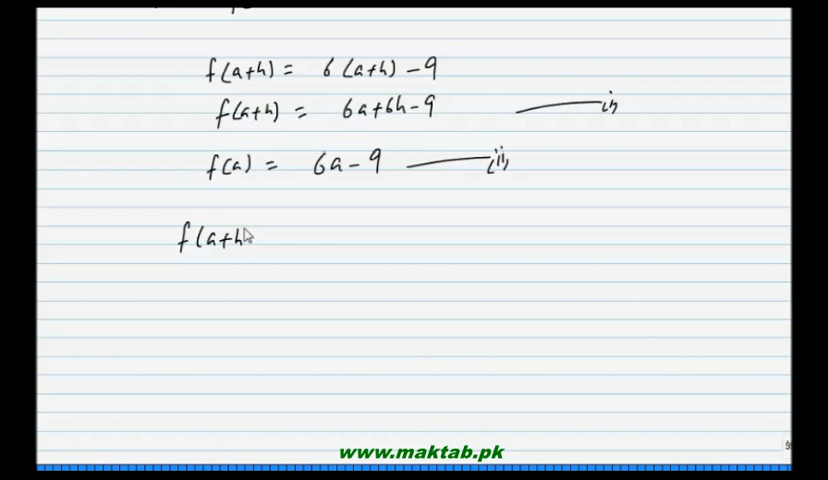 f(a+h) = 6(a+h) - 9
f(a+h) = 6a+6h-9 —— (i)
f(a) = 6a - 9 —— (ii)
f(a+h
www.maktab.pk